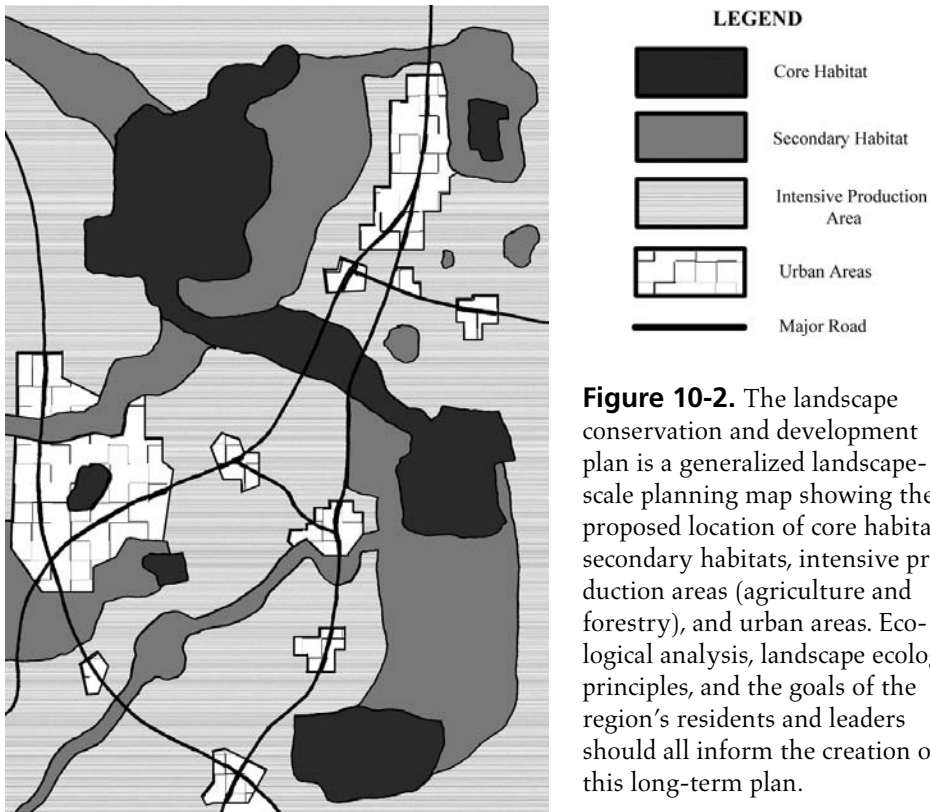 LEGEND
Core Habitat
Secondary Habitat
Intensive Production
Area
Urban Areas
Major Road
Figure 10-2. The landscape
conservation and development
plan is a generalized landscape-
scale planning map showing the
proposed location of core habita
secondary habitats, intensive pr
duction areas (agriculture and
forestry), and urban areas. Eco-
logical analysis, landscape ecolog
principles, and the goals of the
region's residents and leaders
should all inform the creation o
this long-term plan.